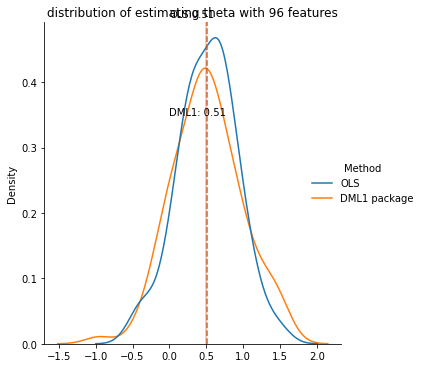 OLS: 0.51
distribution of estimating theta with 96 features
DML1: 0.51
Density
0.4
0.3
0.2
0.1
0.0
-1.5 -1.0 -0.5 0.0 0.5 1.0 1.5 2.0
Method
OLS
DML1 package